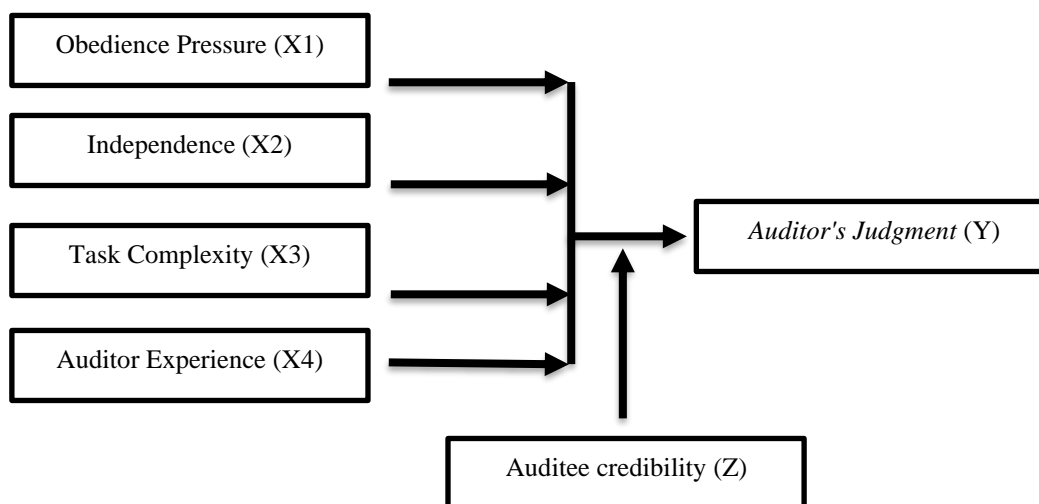 Obedience Pressure (X1)
Independence (X2)
Task Complexity (X3)
Auditor Experience (X4)
Auditor's Judgment (Y)
Auditee credibility (Z)